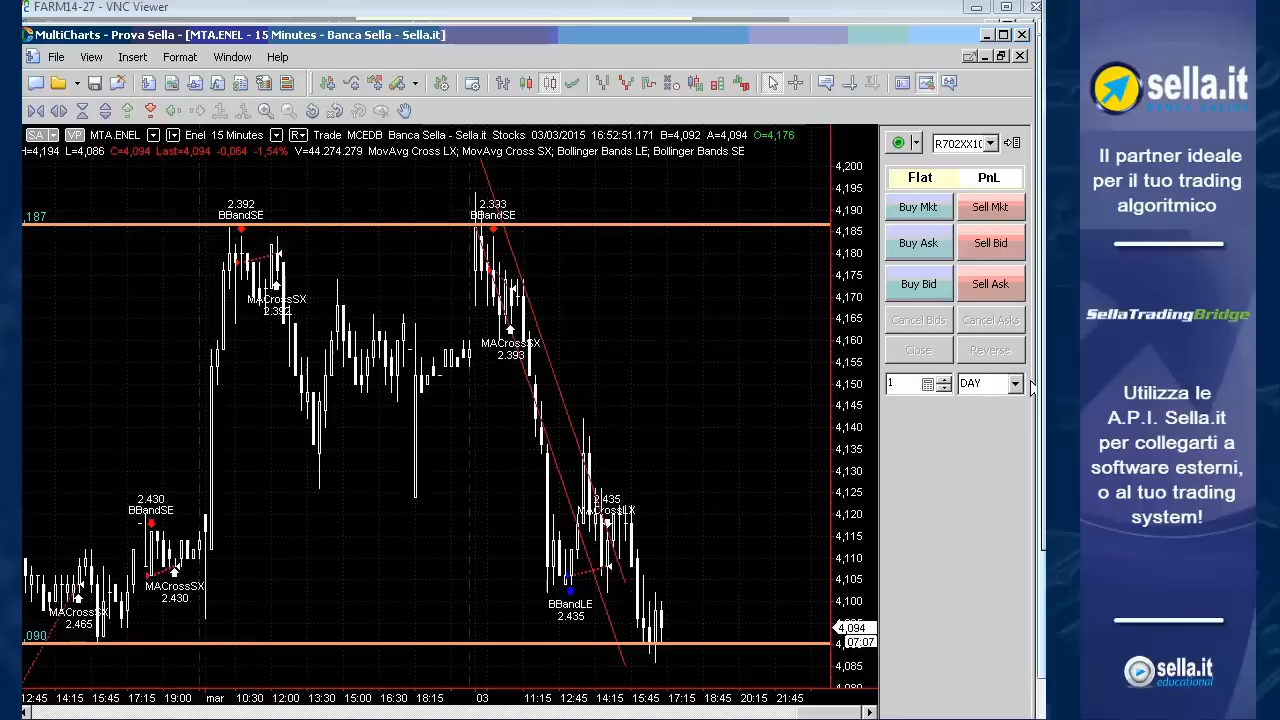 FARM14-27 - VNC Viewer
MultiCharts - Prova Sella - [MTA.ENEL - 15 Minutes - Banca Sella - Sella.it]
File View Insert Format Window Help
SA VP MTA.ENEL Enel 15 Minutes R Trade MCEDB Banca Sella - Sella.it Stocks 03/03/2015 16:52:51.171 B=4,092 A=4,094 O=4,176
H=4,194 L=4,086 C=4,094 Last=4,094 -0,064 -1,54% V=44.274.279 MovAvg Cross LX; MovAvg Cross SX; Bollinger Bands LE; Bollinger Bands SE
R702XX10
Flat PnL
Buy Mkt Sell Mkt
Buy Ask Sell Bid
Buy Bid Sell Ask
Cancel Bids Cancel Asks
Close Reverse
1 DAY
,187
2.392
BBandSE
MACrossSX
2.392
2.393
BBandSE
MACrossSX
2.393
2.430
BBandSE
MACrossSX
2.430
MACrossSX
2.465
2.435
MACrossLX
BBandLE
2.435
,090
4,200
4,195
4,190
4,185
4,180
4,175
4,170
4,165
4,160
4,155
4,150
4,145
4,140
4,135
4,130
4,125
4,120
4,115
4,110
4,105
4,100
4,094
07:07
4,085
4,080
12:45 14:15 15:45 17:15 19:00 mar 10:30 12:00 13:30 15:00 16:30 18:15 03 11:15 12:45 14:15 15:45 17:15 18:45 20:15 21:45
sella.it
BANCA ONLINE
Il partner ideale
per il tuo trading
algoritmico
SellaTradingBridge
Utilizza le
A.P.I. Sella.it
per collegarti a
software esterni,
o al tuo trading
system!
sella.it
educational